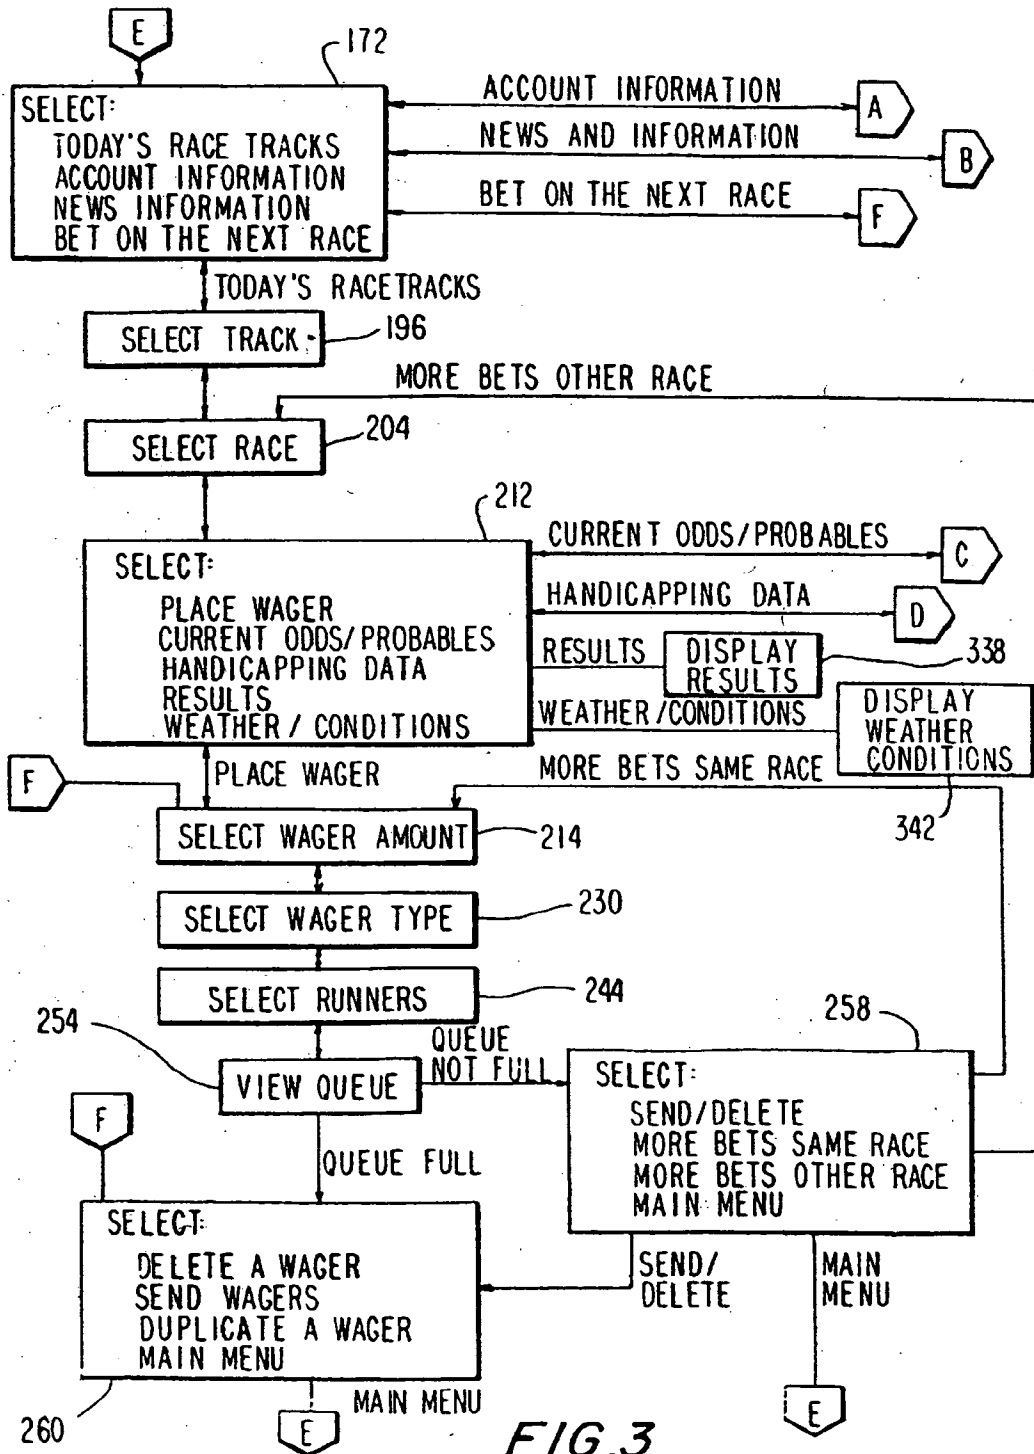 E
172
SELECT:
TODAY'S RACE TRACKS
ACCOUNT INFORMATION
NEWS INFORMATION
BET ON THE NEXT RACE
ACCOUNT INFORMATION
A
NEWS AND INFORMATION
B
BET ON THE NEXT RACE
F
TODAY'S RACETRACKS
SELECT TRACK
196
MORE BETS OTHER RACE
SELECT RACE
204
212
SELECT:
PLACE WAGER
CURRENT ODDS/PROBABLES
HANDICAPPING DATA
RESULTS
WEATHER / CONDITIONS
CURRENT ODDS/PROBABLES
C
HANDICAPPING DATA
D
RESULTS
DISPLAY
RESULTS
338
WEATHER/CONDITIONS
DISPLAY
WEATHER
CONDITIONS
342
F
PLACE WAGER
MORE BETS SAME RACE
SELECT WAGER AMOUNT
214
SELECT WAGER TYPE
230
SELECT RUNNERS
244
254
VIEW QUEUE
QUEUE
NOT FULL
258
SELECT:
SEND/DELETE
MORE BETS SAME RACE
MORE BETS OTHER RACE
MAIN MENU
F
QUEUE FULL
SELECT:
DELETE A WAGER
SEND WAGERS
DUPLICATE A WAGER
MAIN MENU
SEND/
DELETE
MAIN
MENU
260
MAIN MENU
E
E
FIG.3